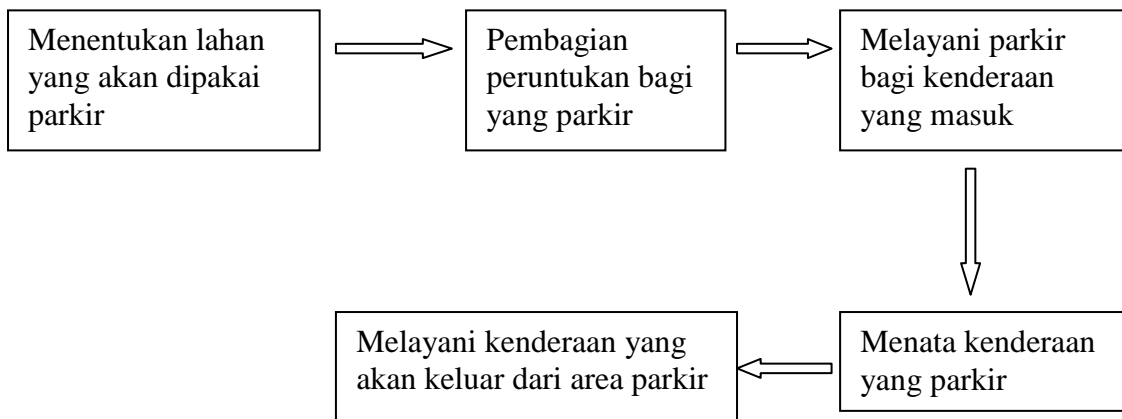 Menentukan lahan
yang akan dipakai
parkir
Pembagian
peruntukan bagi
yang parkir
Melayani parkir
bagi kenderaan
yang masuk
Menata kenderaan
yang parkir
Melayani kenderaan yang
akan keluar dari area parkir